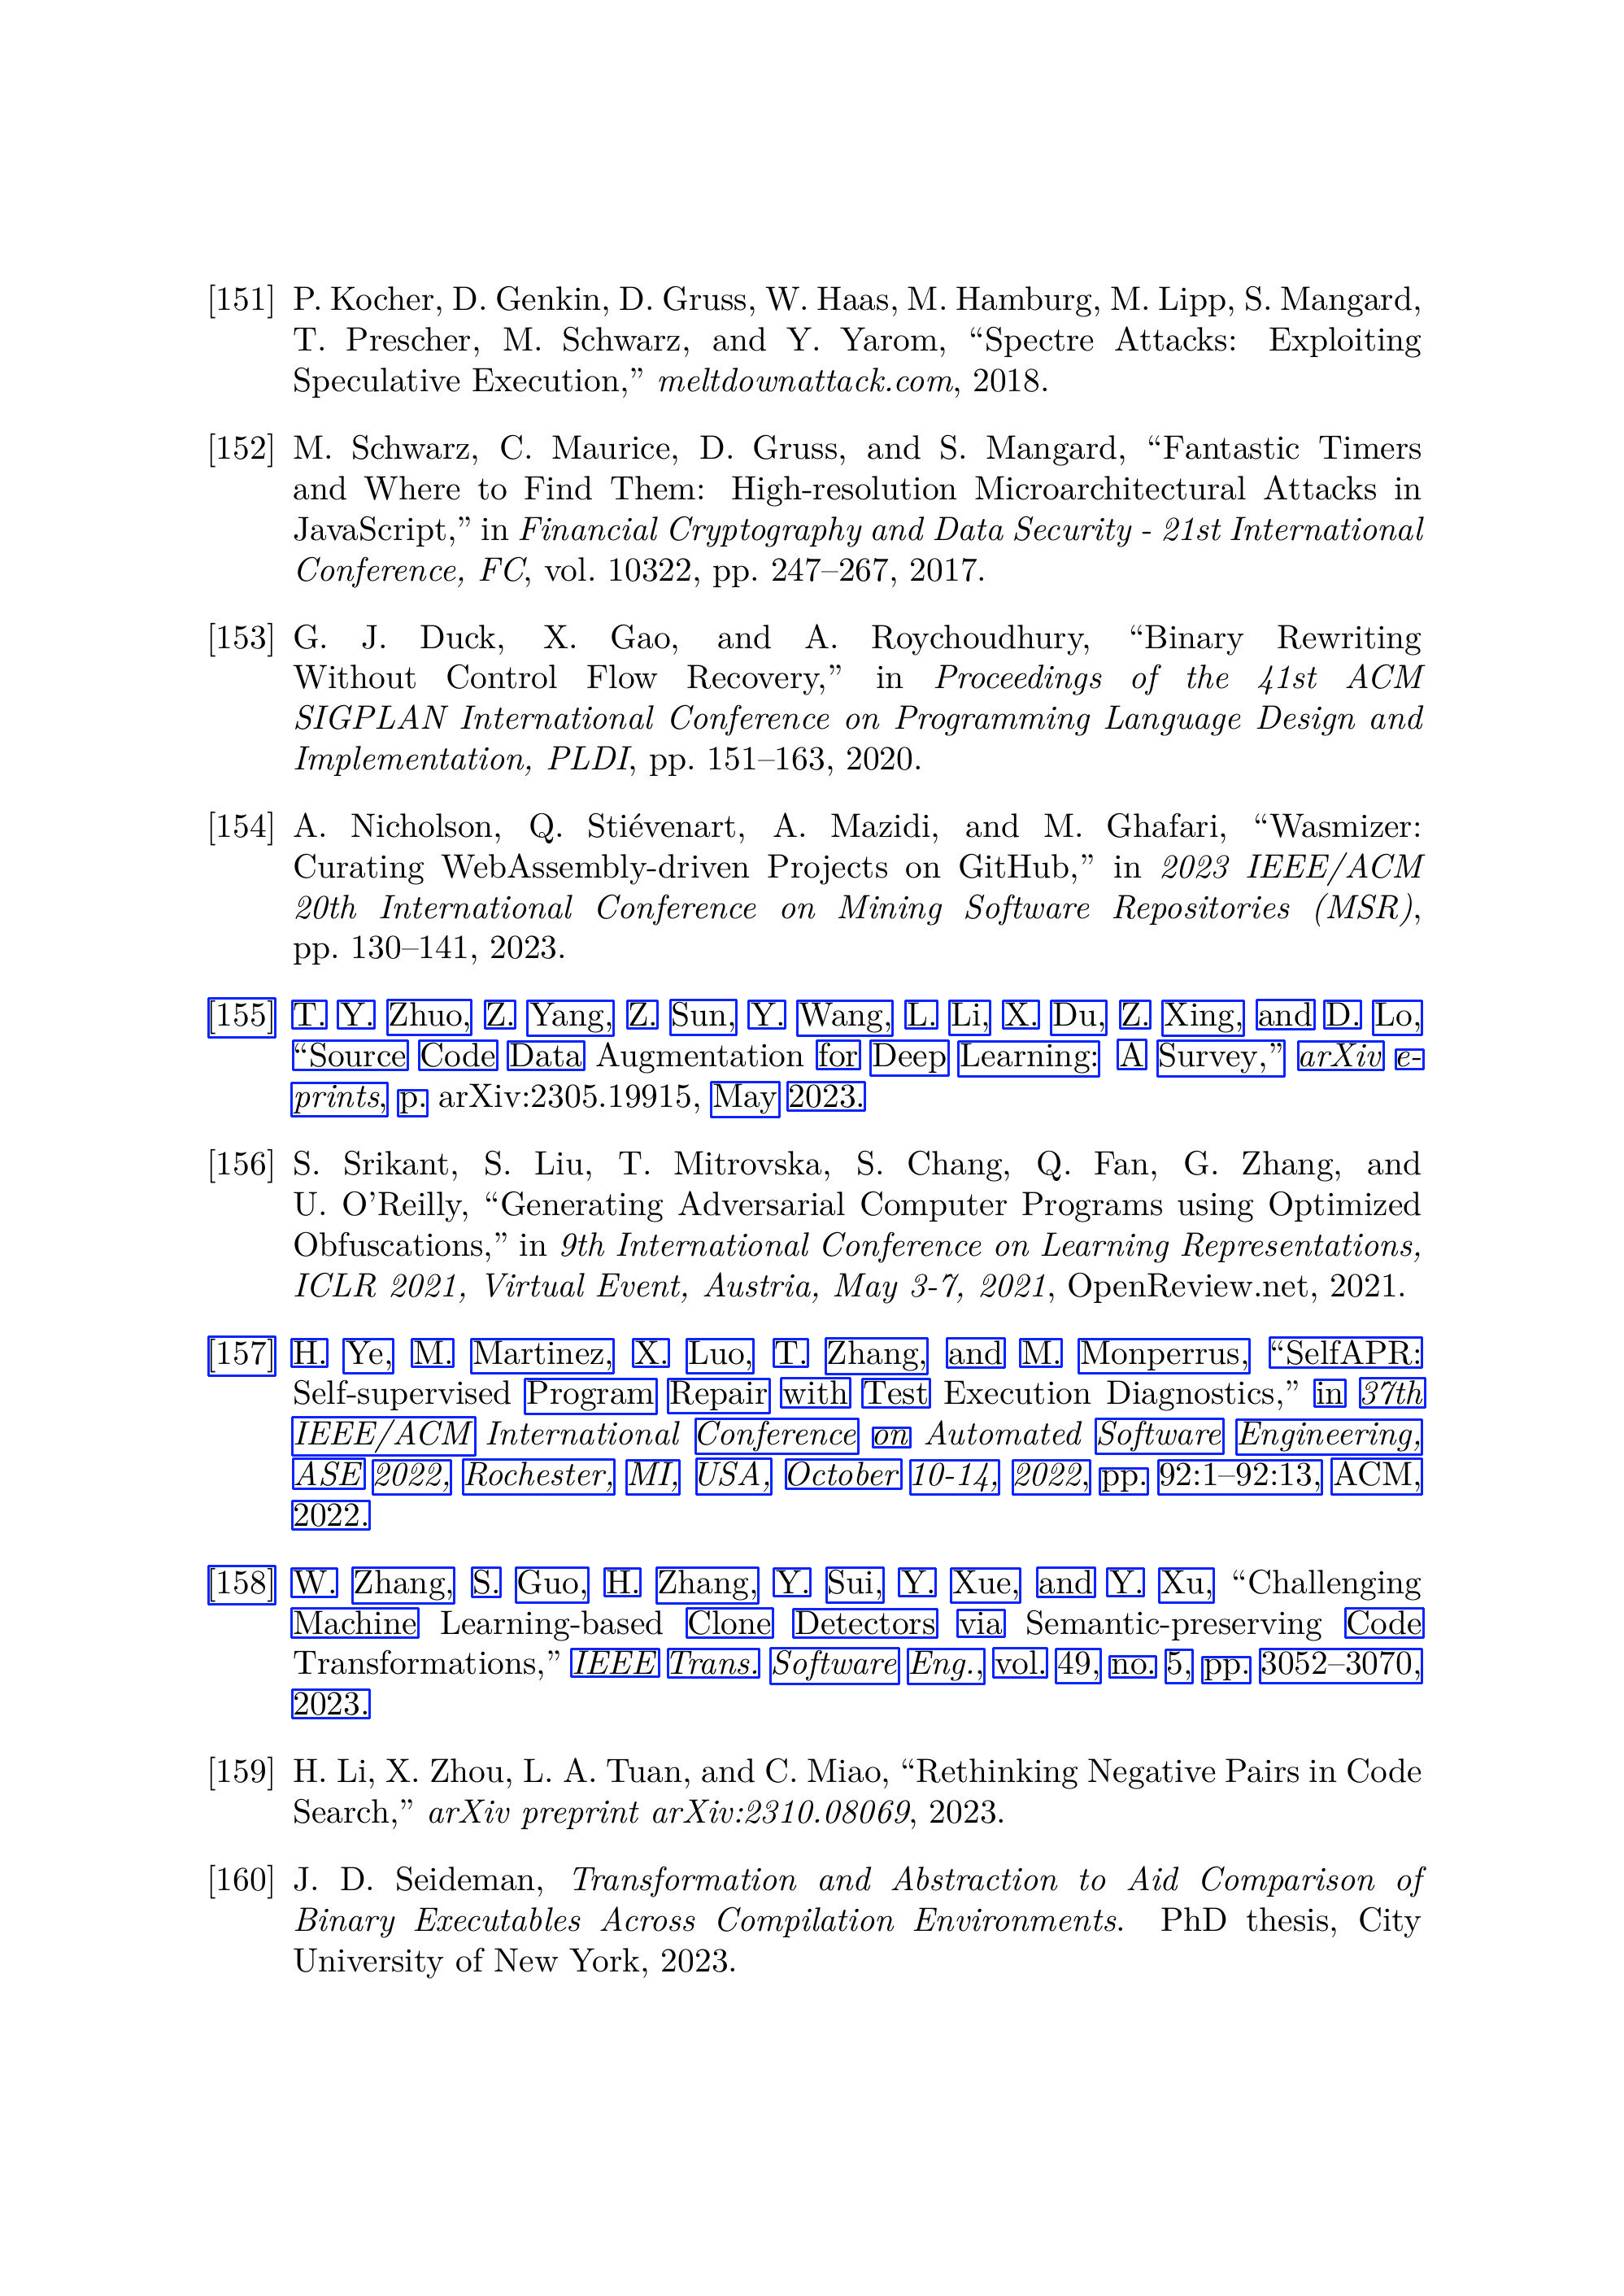 [151] P. Kocher, D. Genkin, D. Gruss, W. Haas, M. Hamburg, M. Lipp, S. Mangard,
T. Prescher, M. Schwarz, and Y. Yarom, “Spectre Attacks: Exploiting
Speculative Execution,” meltdownattack.com, 2018.
[152] M. Schwarz, C. Maurice, D. Gruss, and S. Mangard, “Fantastic Timers
and Where to Find Them: High-resolution Microarchitectural Attacks in
JavaScript,” in Financial Cryptography and Data Security - 21st International
Conference, FC, vol. 10322, pp. 247–267, 2017.
[153] G. J. Duck, X. Gao, and A. Roychoudhury, “Binary Rewriting
Without Control Flow Recovery,” in Proceedings of the 41st ACM
SIGPLAN International Conference on Programming Language Design and
Implementation, PLDI, pp. 151–163, 2020.
[154] A. Nicholson, Q. Stiévenart, A. Mazidi, and M. Ghafari, “Wasmizer:
Curating WebAssembly-driven Projects on GitHub,” in 2023 IEEE/ACM
20th International Conference on Mining Software Repositories (MSR),
pp. 130–141, 2023.
[155] T. Y. Zhuo, Z. Yang, Z. Sun, Y. Wang, L. Li, X. Du, Z. Xing, and D. Lo,
“Source Code Data Augmentation for Deep Learning: A Survey,” arXiv e-
prints, p. arXiv:2305.19915, May 2023.
[156] S. Srikant, S. Liu, T. Mitrovska, S. Chang, Q. Fan, G. Zhang, and
U. O’Reilly, “Generating Adversarial Computer Programs using Optimized
Obfuscations,” in 9th International Conference on Learning Representations,
ICLR 2021, Virtual Event, Austria, May 3-7, 2021, OpenReview.net, 2021.
[157] H. Ye, M. Martinez, X. Luo, T. Zhang, and M. Monperrus, “SelfAPR:
Self-supervised Program Repair with Test Execution Diagnostics,” in 37th
IEEE/ACM International Conference on Automated Software Engineering,
ASE 2022, Rochester, MI, USA, October 10-14, 2022, pp. 92:1–92:13, ACM,
2022.
[158] W. Zhang, S. Guo, H. Zhang, Y. Sui, Y. Xue, and Y. Xu, “Challenging
Machine Learning-based Clone Detectors via Semantic-preserving Code
Transformations,” IEEE Trans. Software Eng., vol. 49, no. 5, pp. 3052–3070,
2023.
[159] H. Li, X. Zhou, L. A. Tuan, and C. Miao, “Rethinking Negative Pairs in Code
Search,” arXiv preprint arXiv:2310.08069, 2023.
[160] J. D. Seideman, Transformation and Abstraction to Aid Comparison of
Binary Executables Across Compilation Environments. PhD thesis, City
University of New York, 2023.